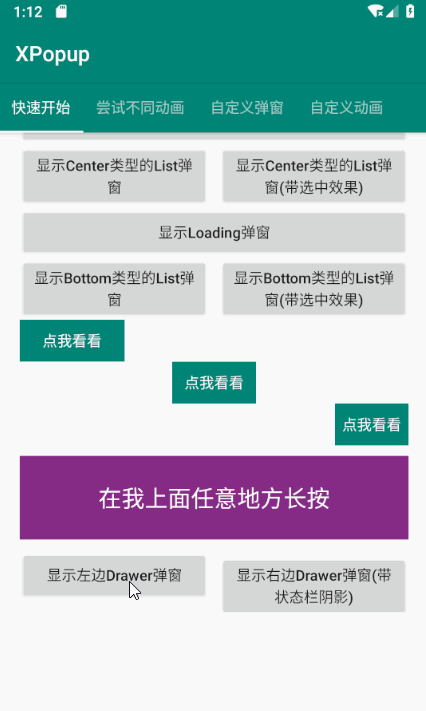 1:12
XPopup
快速开始 尝试不同动画 自定义弹窗 自定义动画
显示Center类型的List弹
窗
显示Center类型的List弹
窗(带选中效果)
显示Loading弹窗
显示Bottom类型的List弹
窗
显示Bottom类型的List弹
窗(带选中效果)
点我看看
点我看看
点我看看
在我上面任意地方长按
显示左边Drawer弹窗
显示右边Drawer弹窗(带
状态栏阴影)